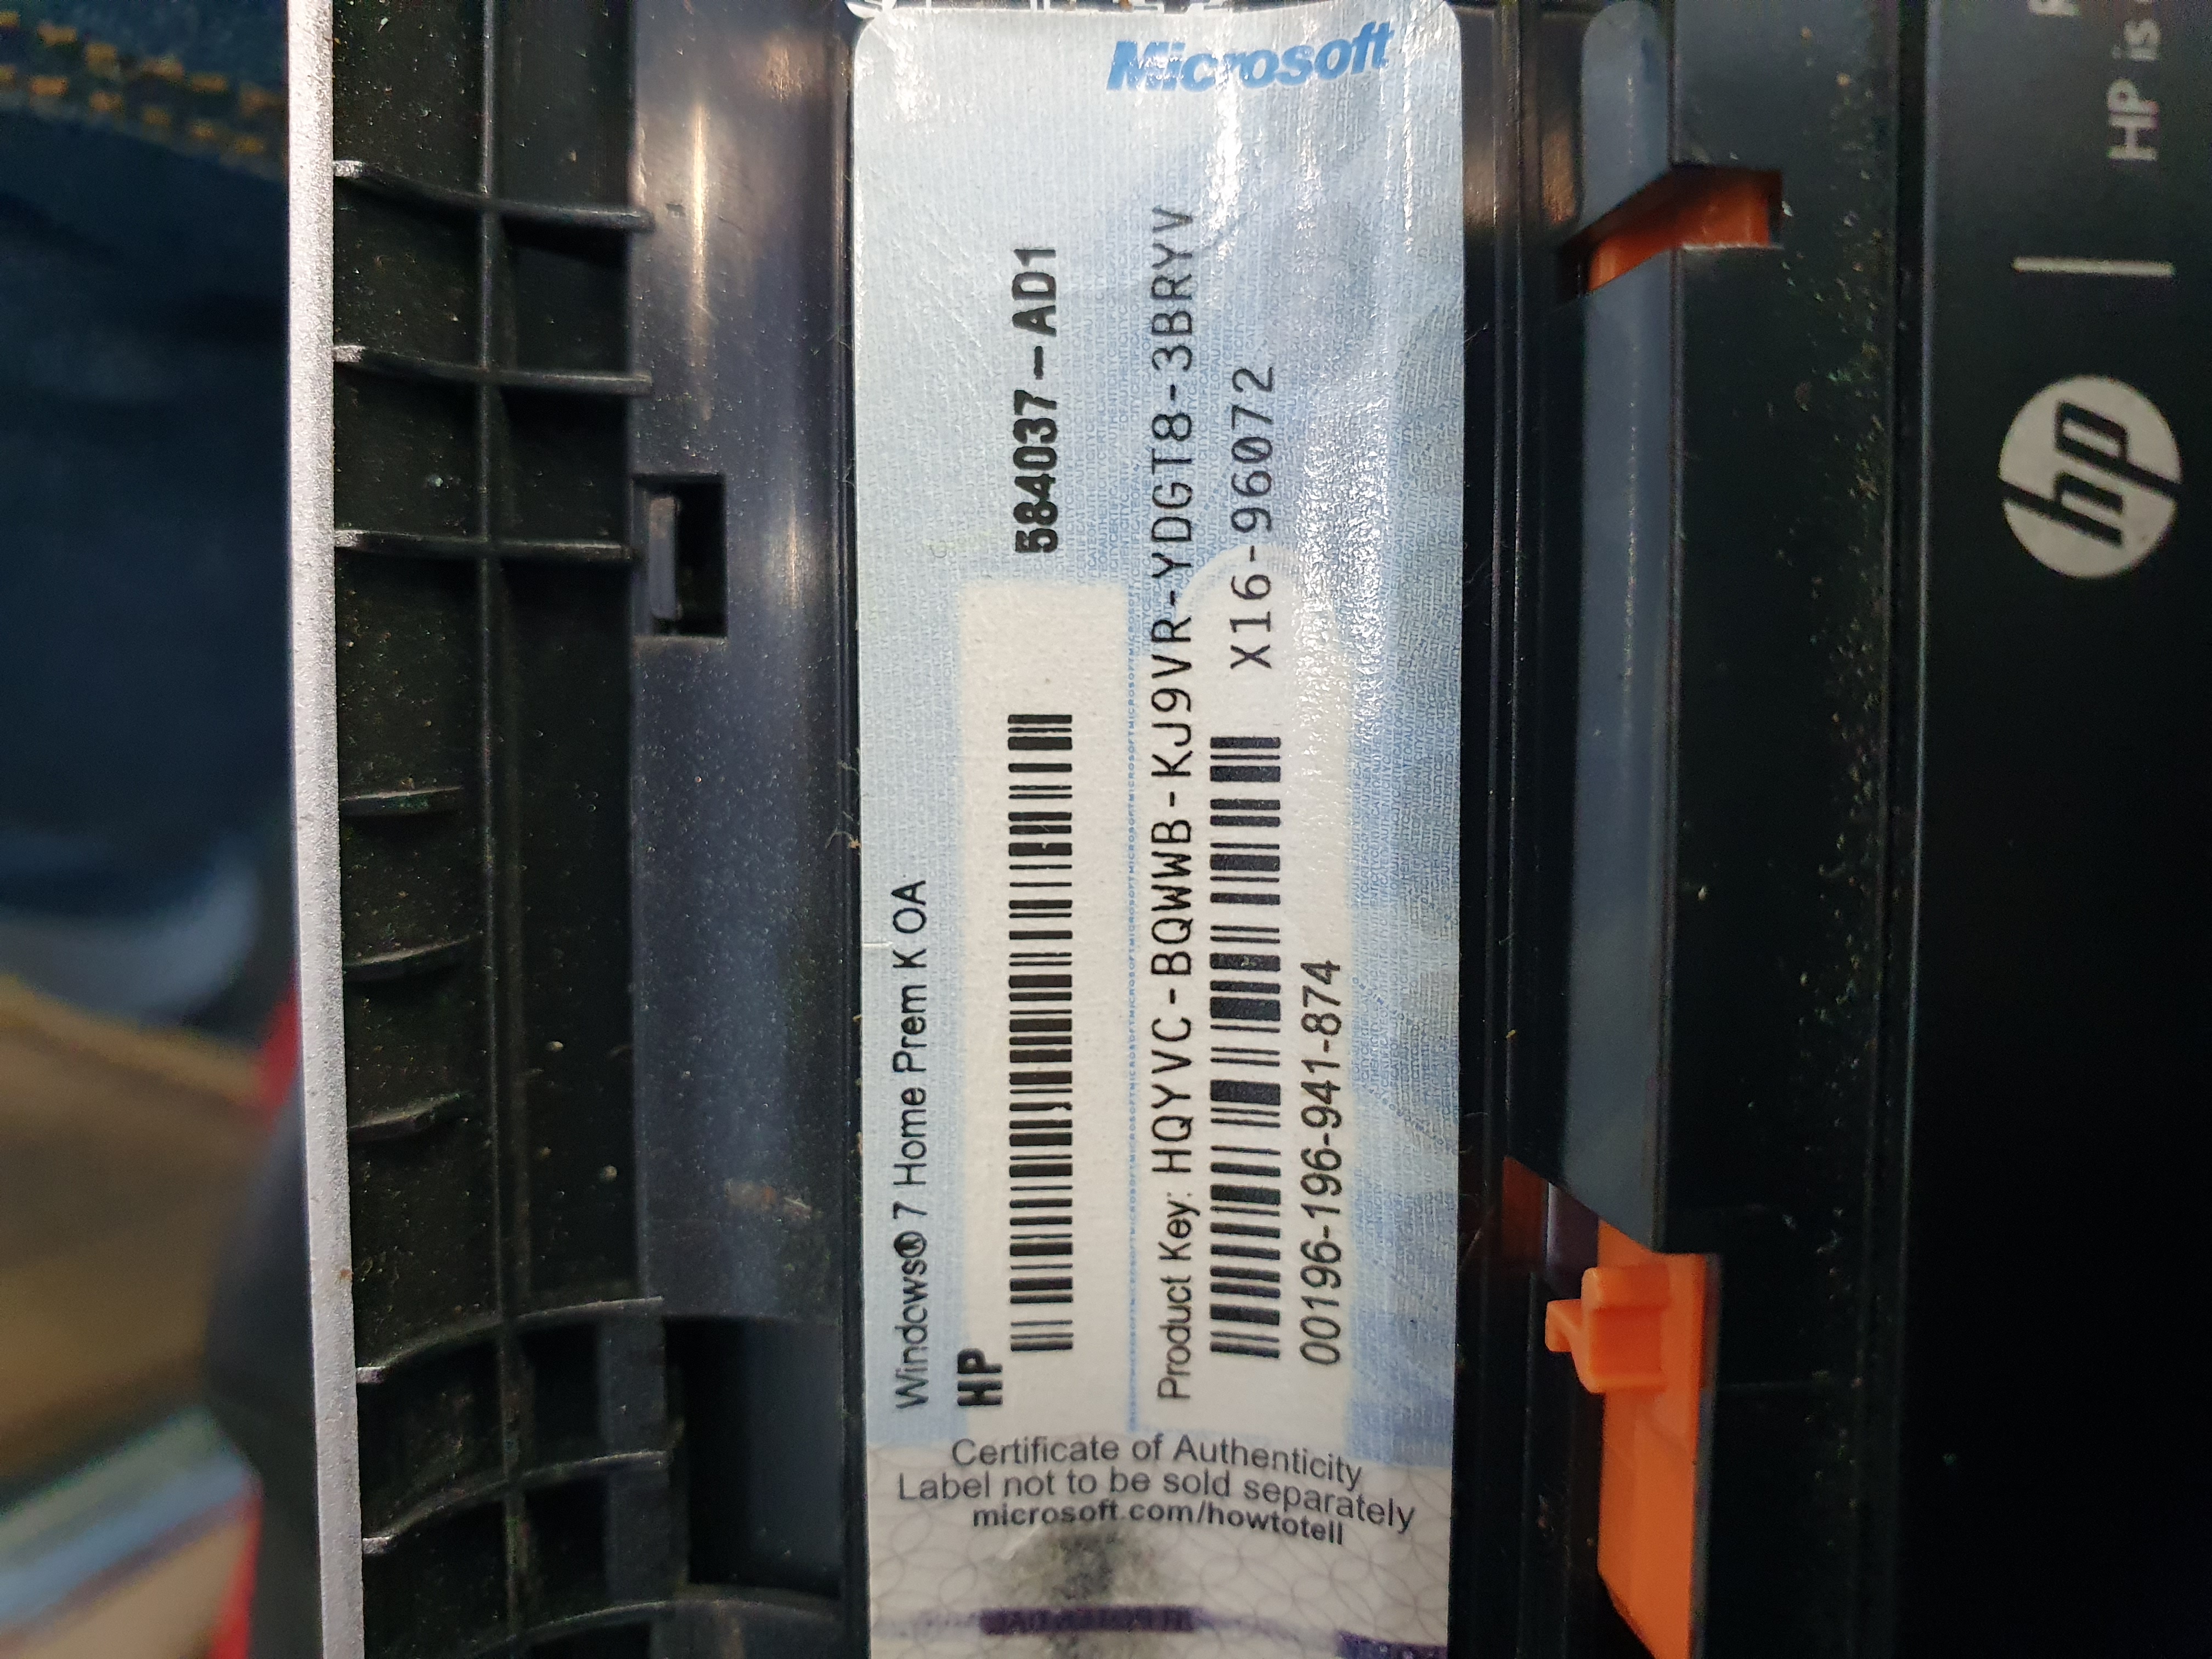 Microsoft
Windows® 7 Home Prem K OA
HP
584037-AD1
Product Key: HQYVC-BQWWB-KJ9VR-YDGT8-3BRYV
X16-96072
00196-196-941-874
Certificate of Authenticity
Label not to be sold separately
microsoft.com/howtotell
hp
HP is